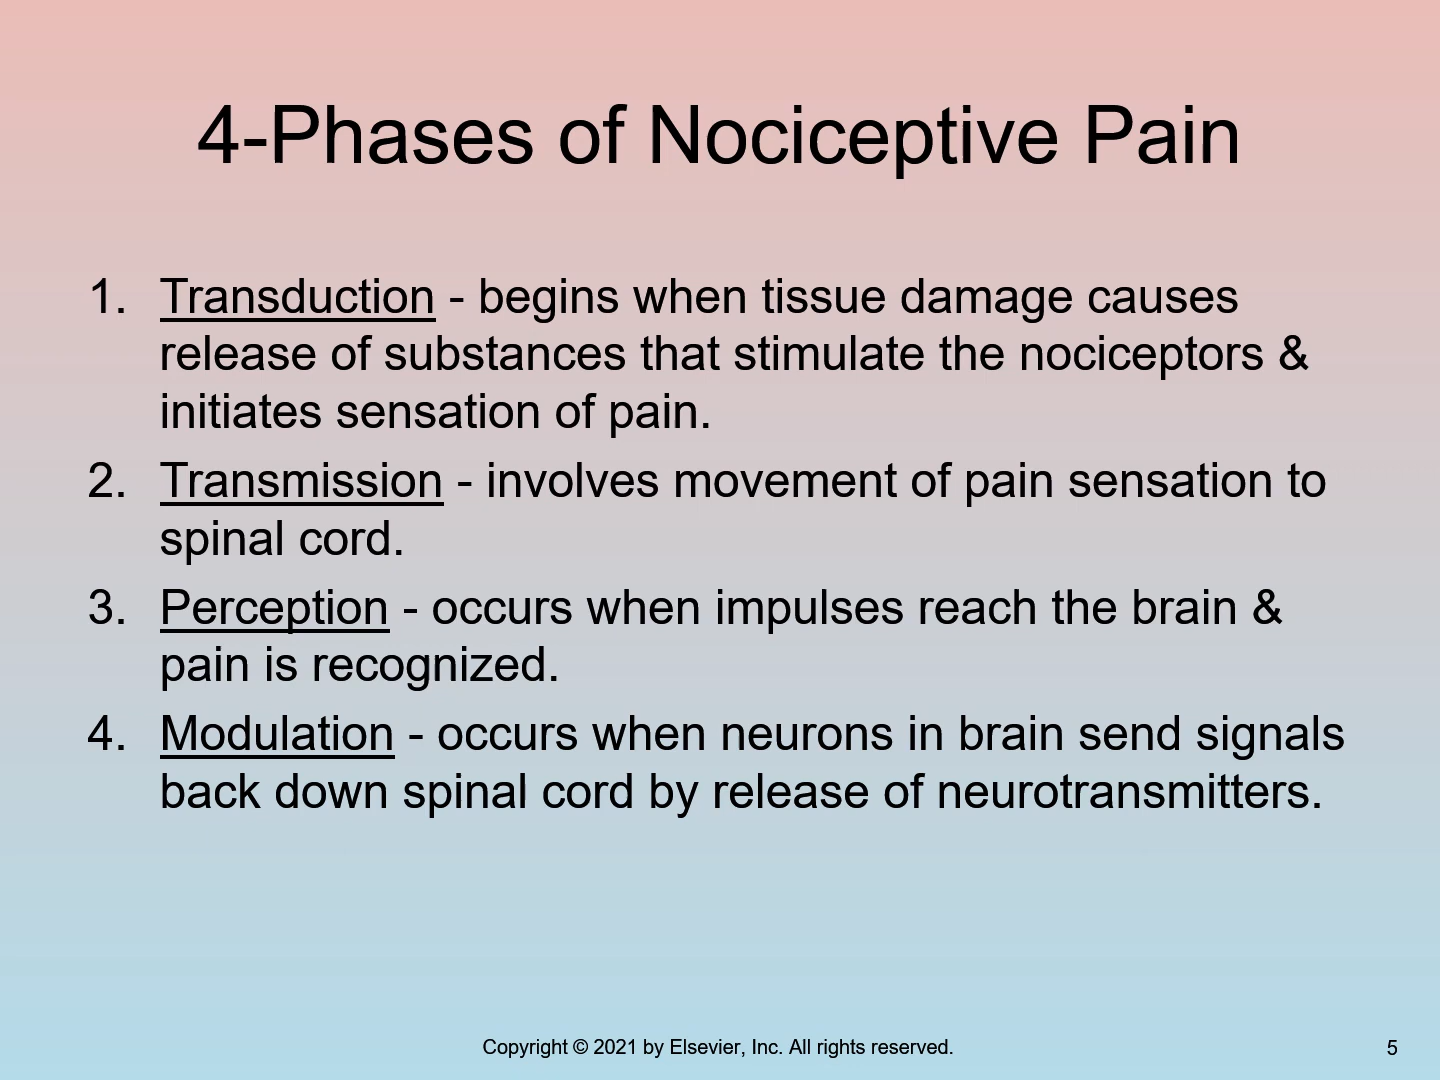 4-Phases of Nociceptive Pain
1. Transduction - begins when tissue damage causes
release of substances that stimulate the nociceptors &
initiates sensation of pain.
2. Transmission - involves movement of pain sensation to
spinal cord.
3. Perception - occurs when impulses reach the brain &
pain is recognized.
4. Modulation - occurs when neurons in brain send signals
back down spinal cord by release of neurotransmitters.
Copyright © 2021 by Elsevier, Inc. All rights reserved.
5